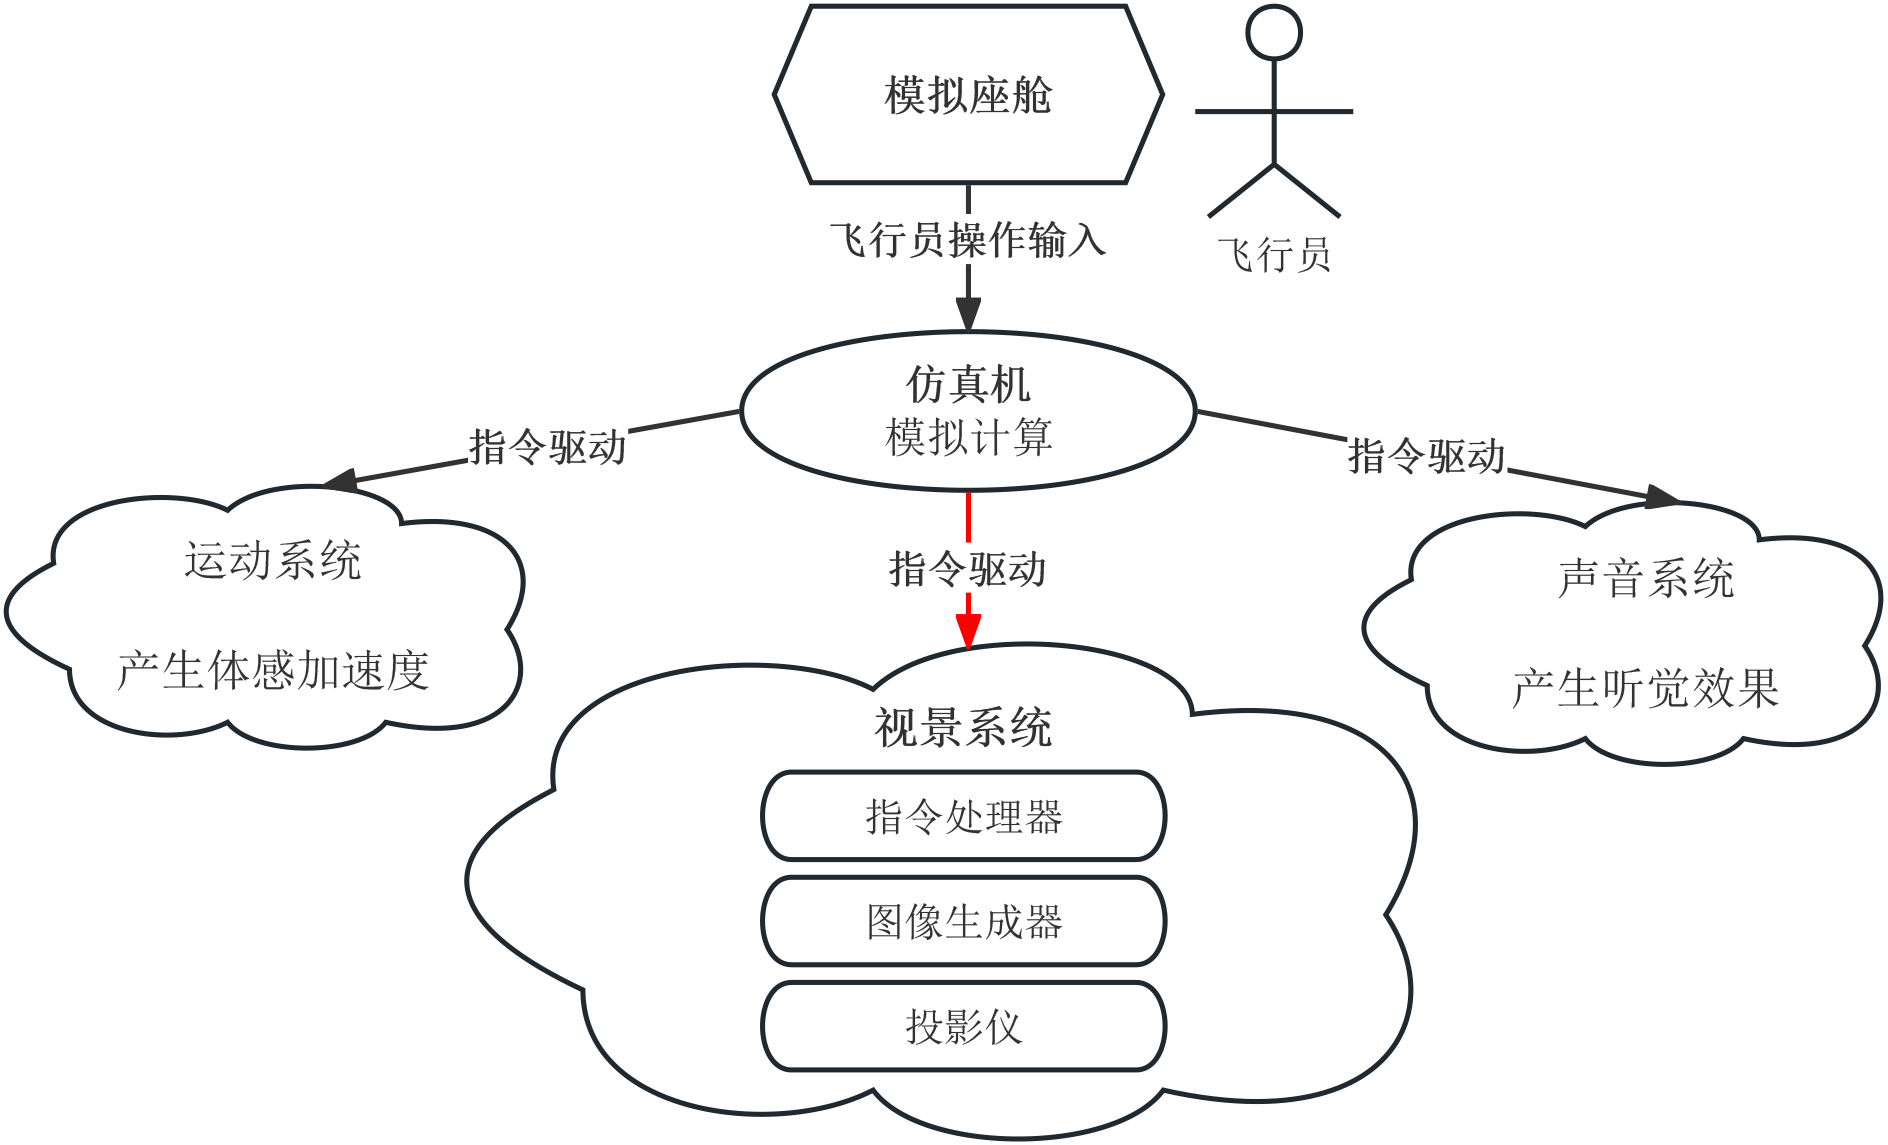 模拟座舱
飞行员操作输入
飞行员
仿真机
模拟计算
指令驱动
指令驱动
指令驱动
运动系统
产生体感加速度
声音系统
产生听觉效果
视景系统
指令处理器
图像生成器
投影仪